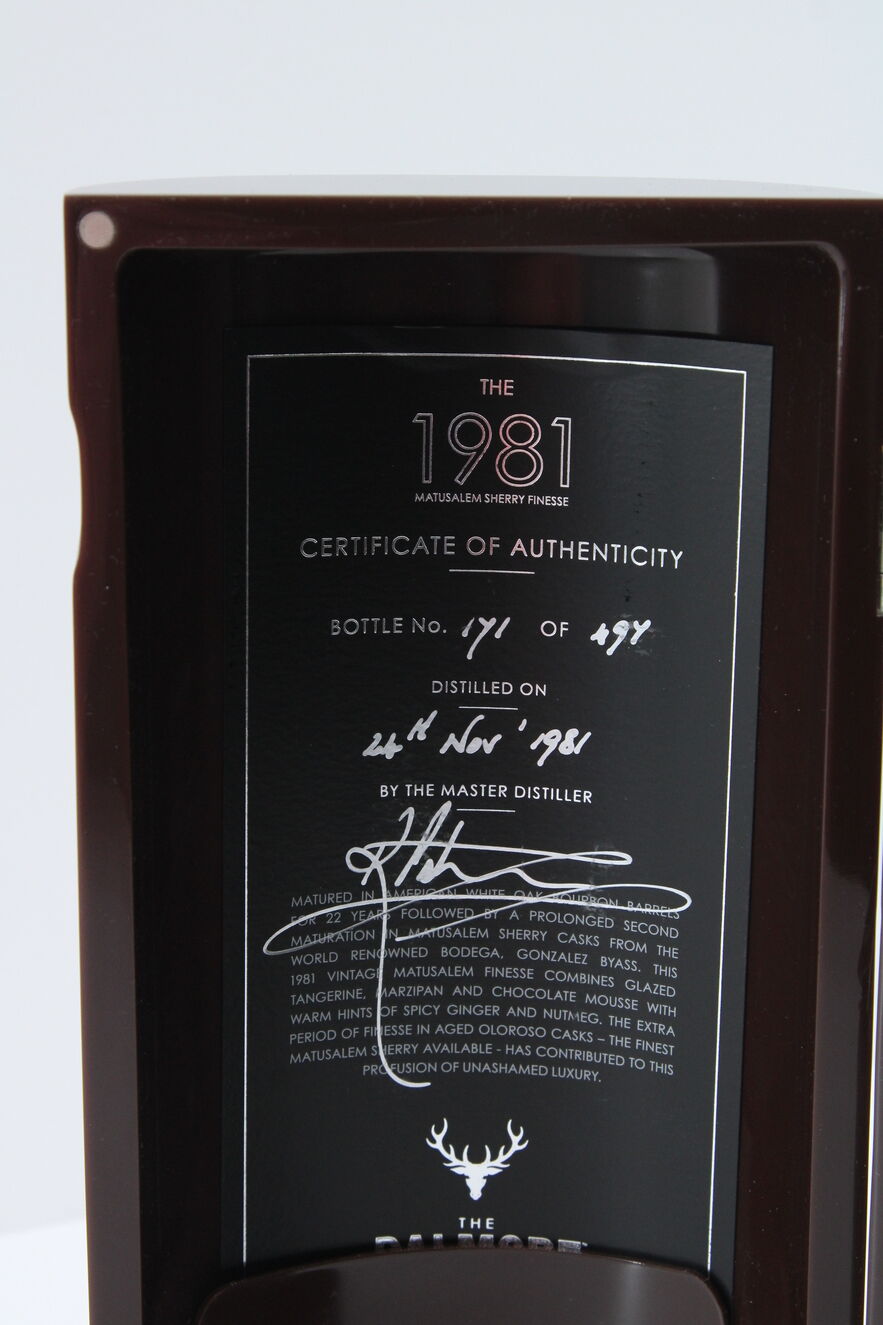 THE
1981
MATUSALEM SHERRY FINESSE
CERTIFICATE OF AUTHENTICITY
BOTTLE No. 171 OF 497
DISTILLED ON
24th Nov '1981
BY THE MASTER DISTILLER
MATURED IN AMERICAN WHITE OAK BOURBON BARRELS
FOR 22 YEARS FOLLOWED BY A PROLONGED SECOND
MATURATION IN MATUSALEM SHERRY CASKS FROM THE
WORLD RENOWNED BODEGA, GONZALEZ BYASS. THIS
1981 VINTAGE MATUSALEM FINESSE COMBINES GLAZED
TANGERINE, MARZIPAN AND CHOCOLATE MOUSSE WITH
WARM HINTS OF SPICY GINGER AND NUTMEG. THE EXTRA
PERIOD OF FINESSE IN AGED OLOROSO CASKS – THE FINEST
MATUSALEM SHERRY AVAILABLE - HAS CONTRIBUTED TO THIS
PROFUSION OF UNASHAMED LUXURY.
THE
DALMORE